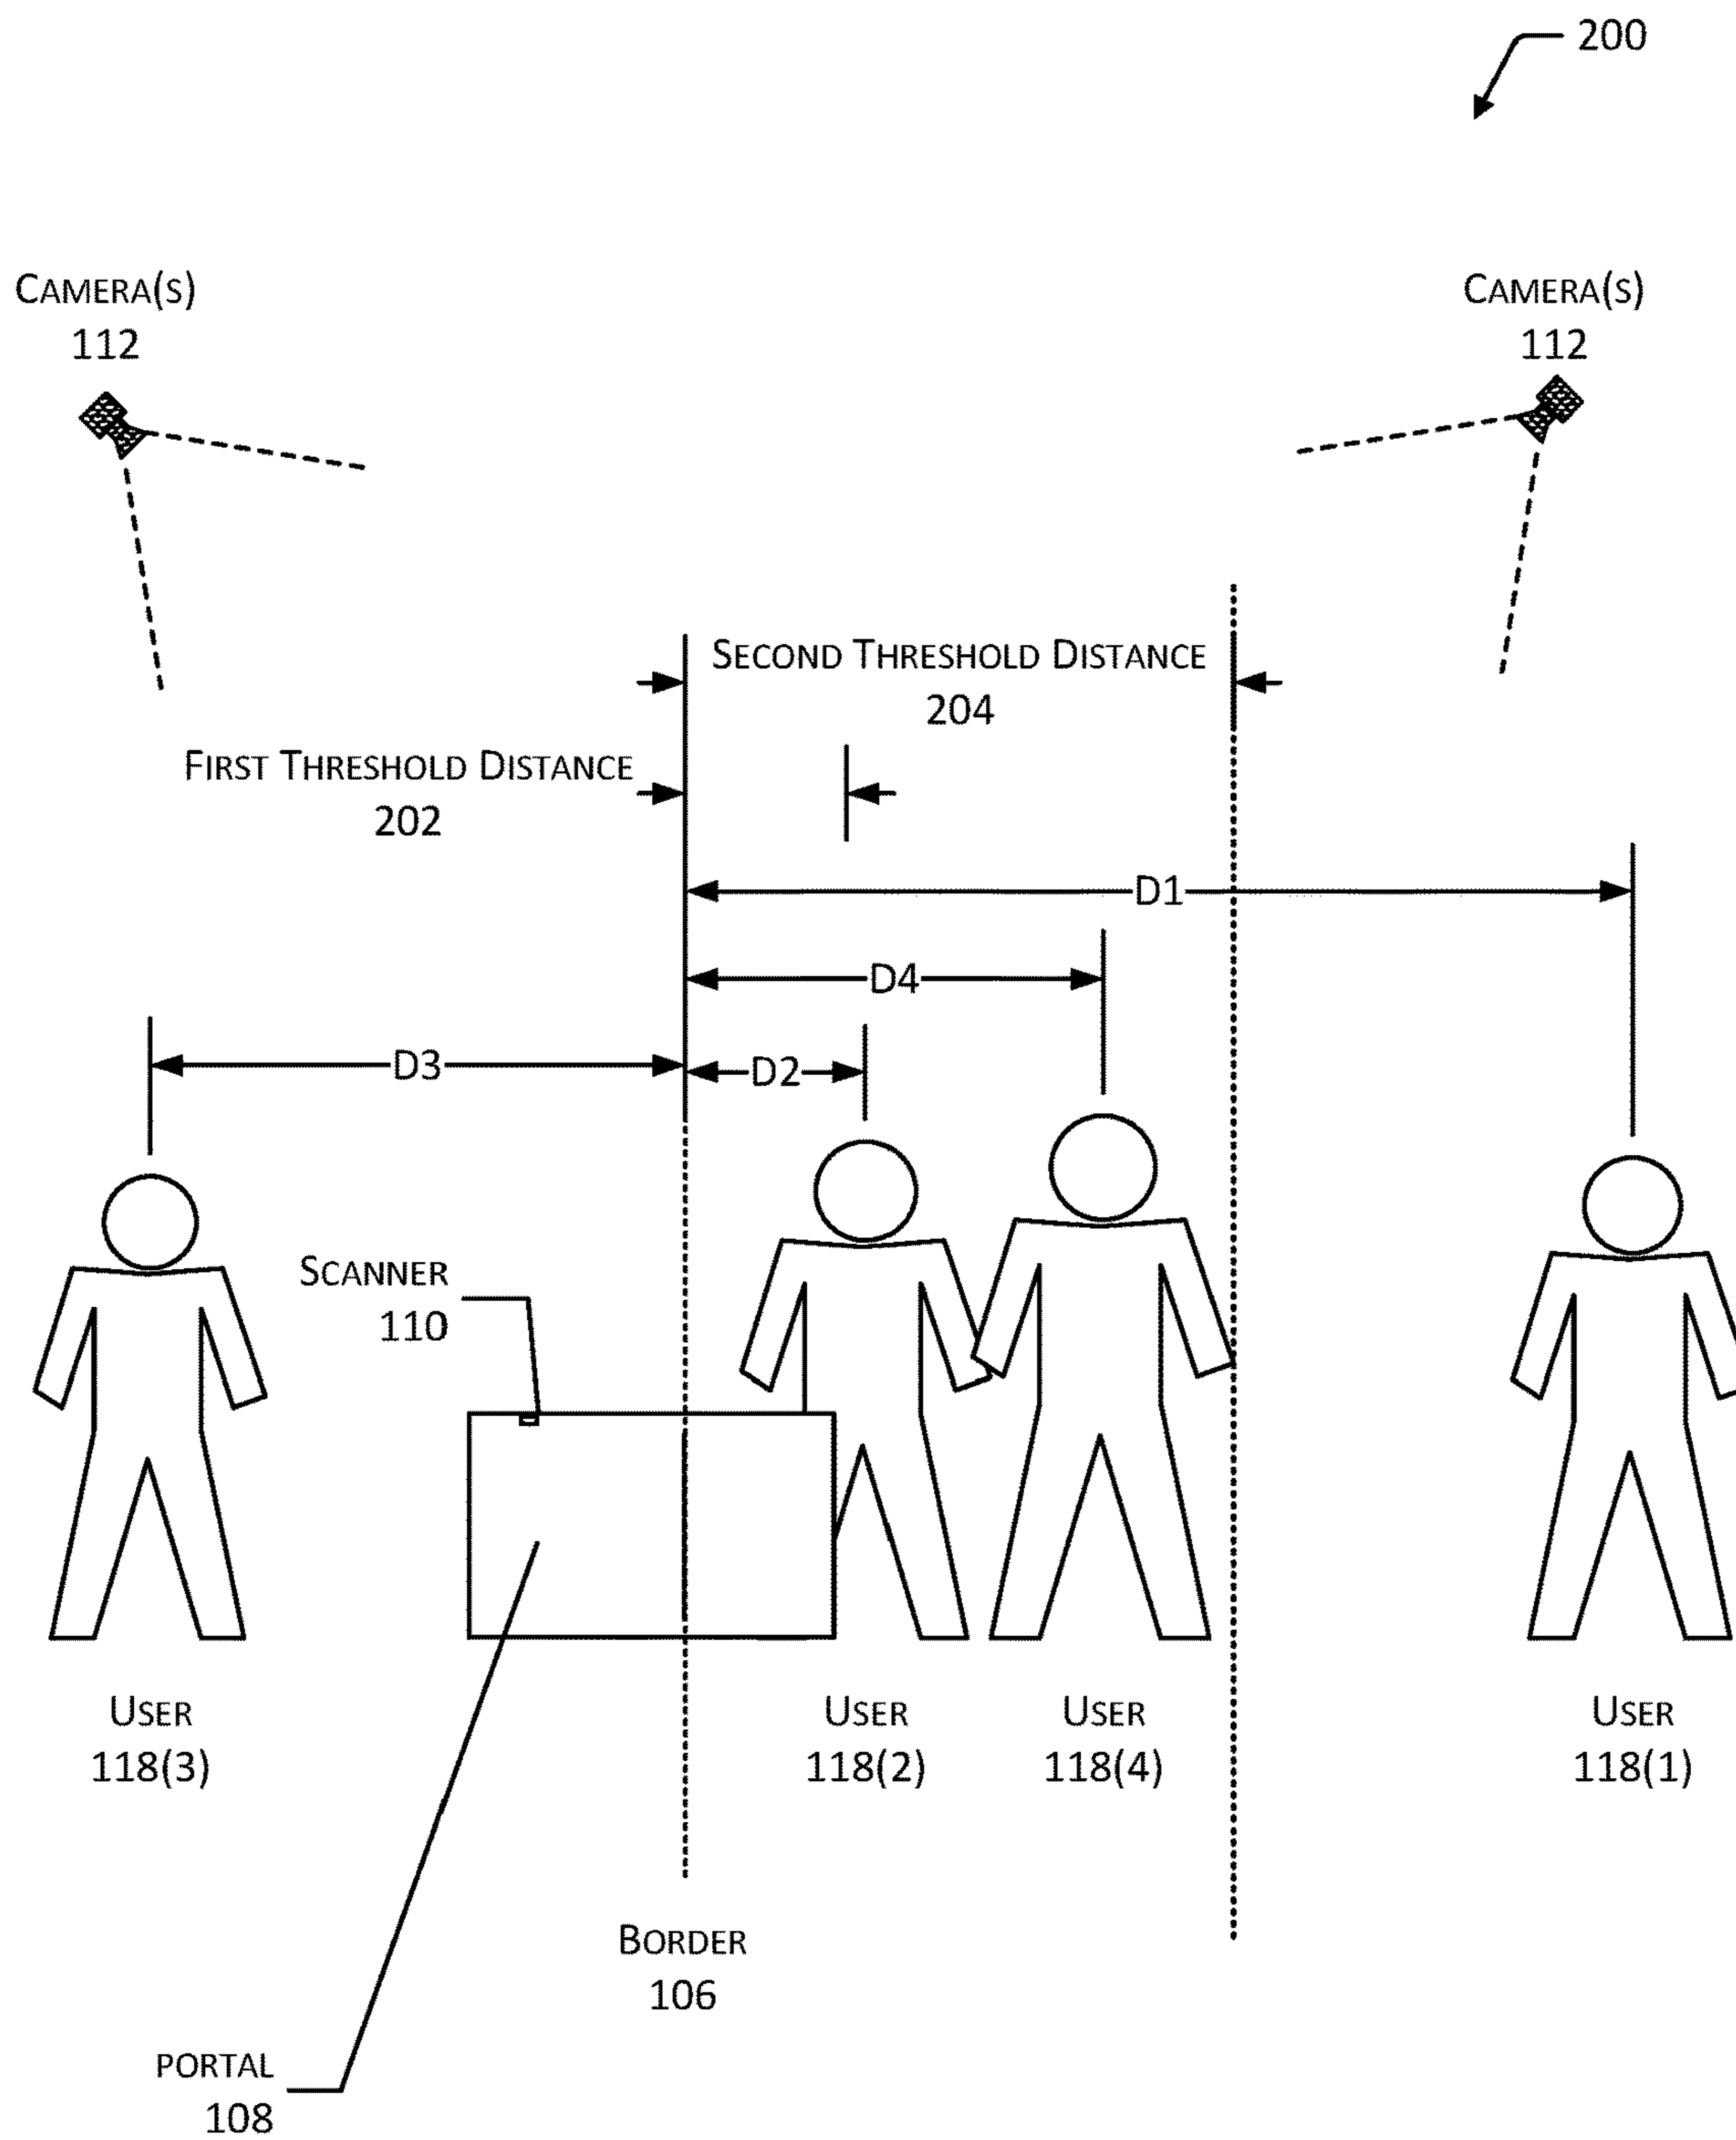 200
CAMERA(S)
112
CAMERA(S)
112
SECOND THRESHOLD DISTANCE
204
FIRST THRESHOLD DISTANCE
202
D1
D4
D3
D2
SCANNER
110
USER
118(3)
USER
118(2)
USER
118(4)
USER
118(1)
BORDER
106
PORTAL
108